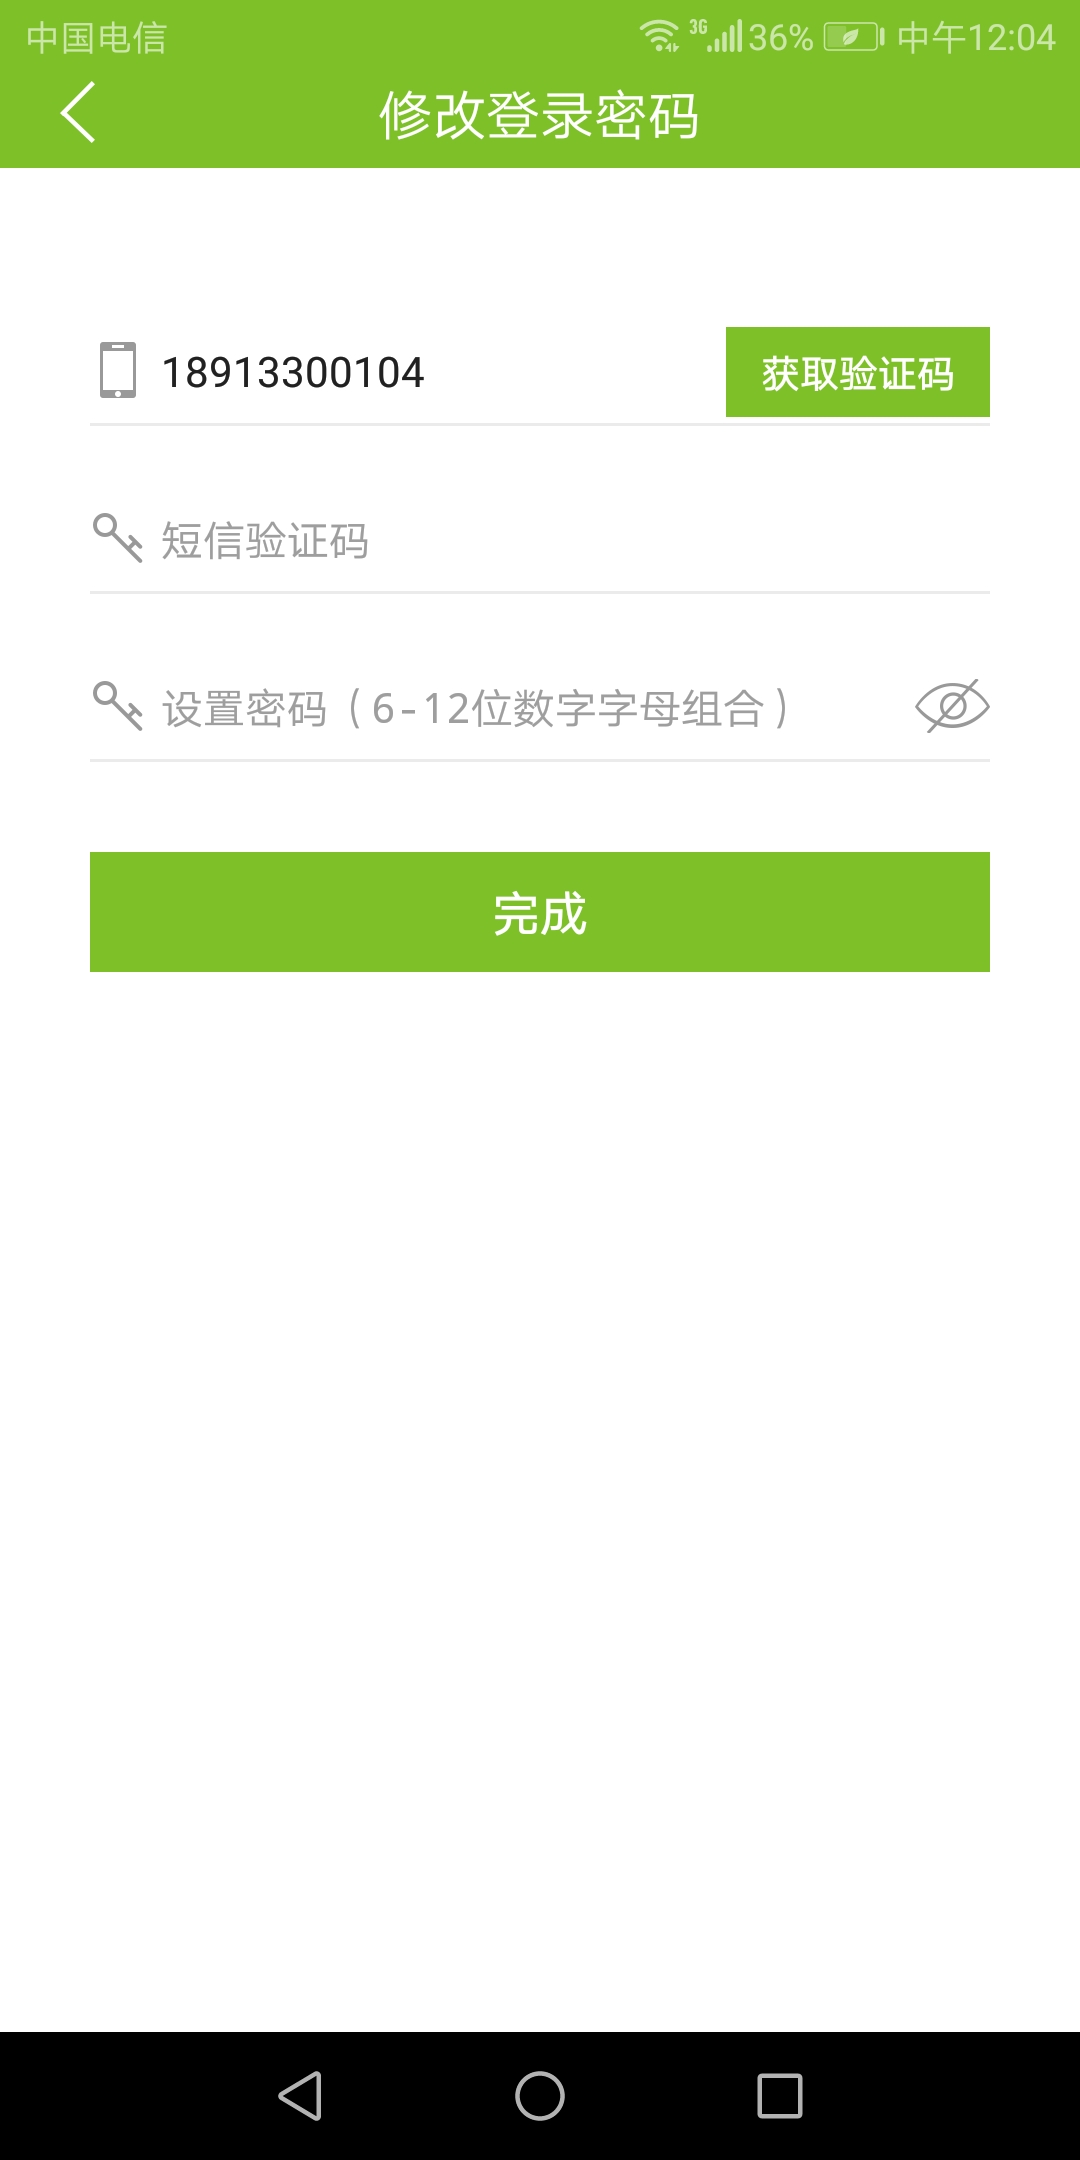 中国电信 3G 36% 中午12:04
修改登录密码
18913300104 获取验证码
短信验证码
设置密码（6-12位数字字母组合）
完成